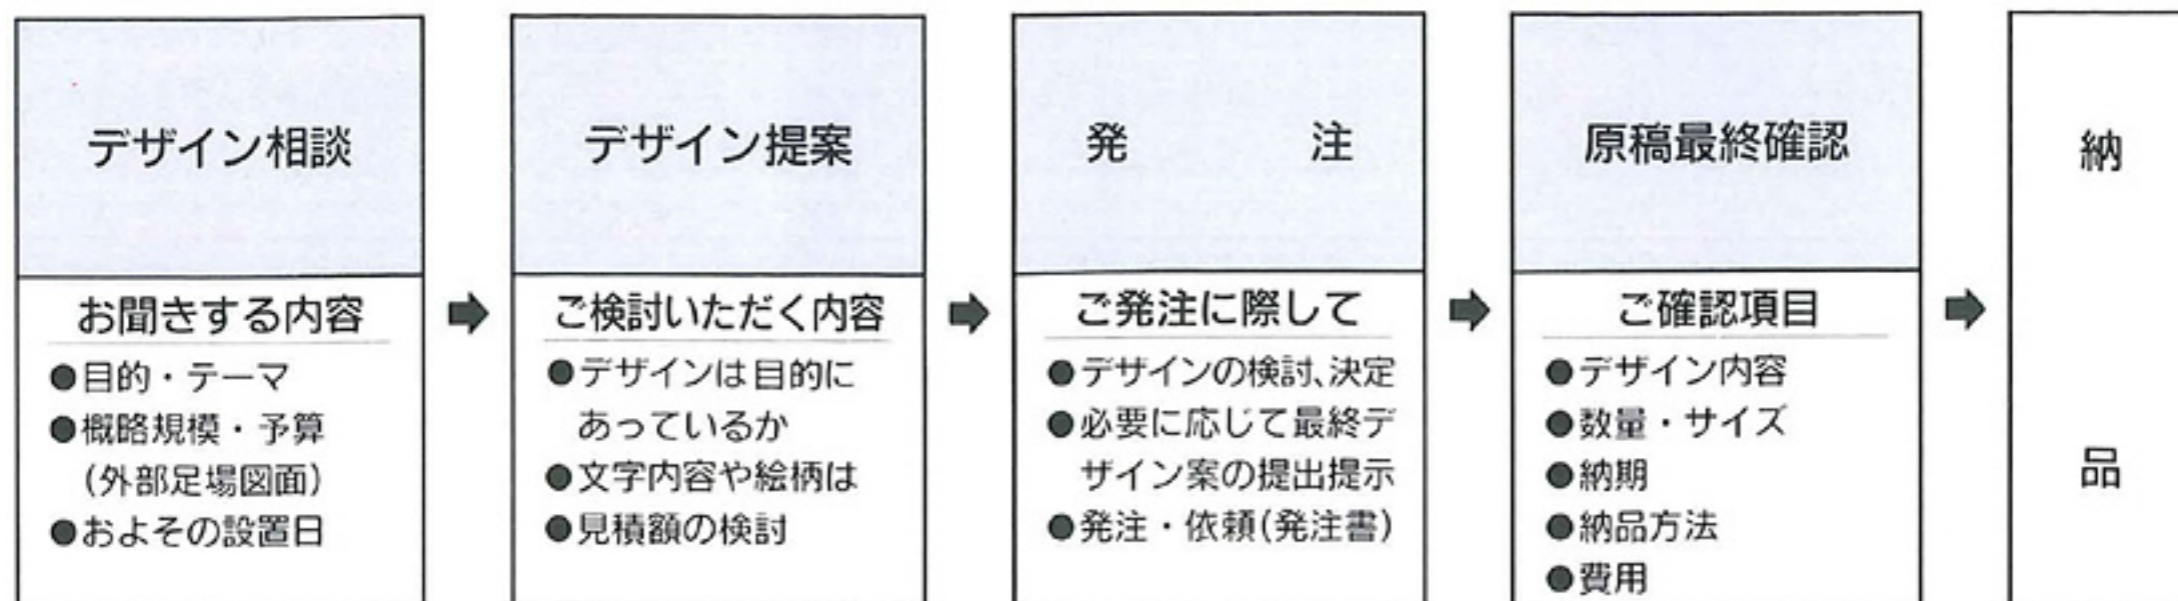 デザイン相談
お聞きする内容
●目的・テーマ
●概略規模・予算
(外部足場図面)
●およその設置日
デザイン提案
ご検討いただく内容
●デザインは目的に
あっているか
●文字内容や絵柄は
●見積額の検討
発注
ご発注に際して
●デザインの検討、決定
●必要に応じて最終デ
ザイン案の提出提示
●発注・依頼(発注書)
原稿最終確認
ご確認項目
●デザイン内容
●数量・サイズ
●納期
●納品方法
●費用
納品